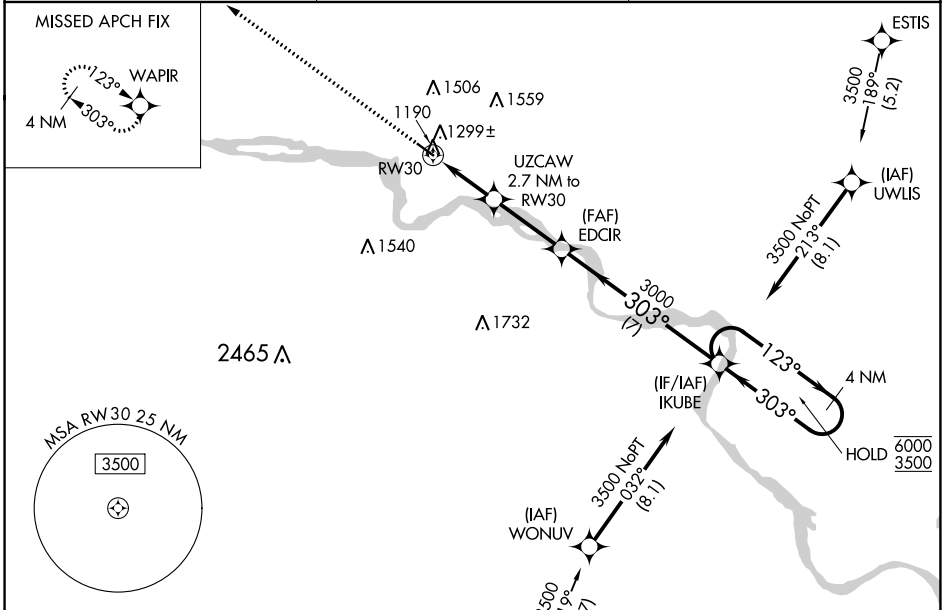 MISSED APCH FIX
WAPIR
123°
303°
4 NM
1506
1559
1190
1299±
RW30
UZCAW
2.7 NM to
RW30
(FAF)
EDCIR
1540
1732
2465
3000
303°
(7)
ESTIS
3500
189°
(5.2)
(IAF)
UWLIS
3500 NoPT
213°
(8.1)
(IF/IAF)
IKUBE
123°
303°
4 NM
HOLD
6000
3500
MSA RW30 25 NM
3500
3500 NoPT
032°
(8.1)
(IAF)
WONUV